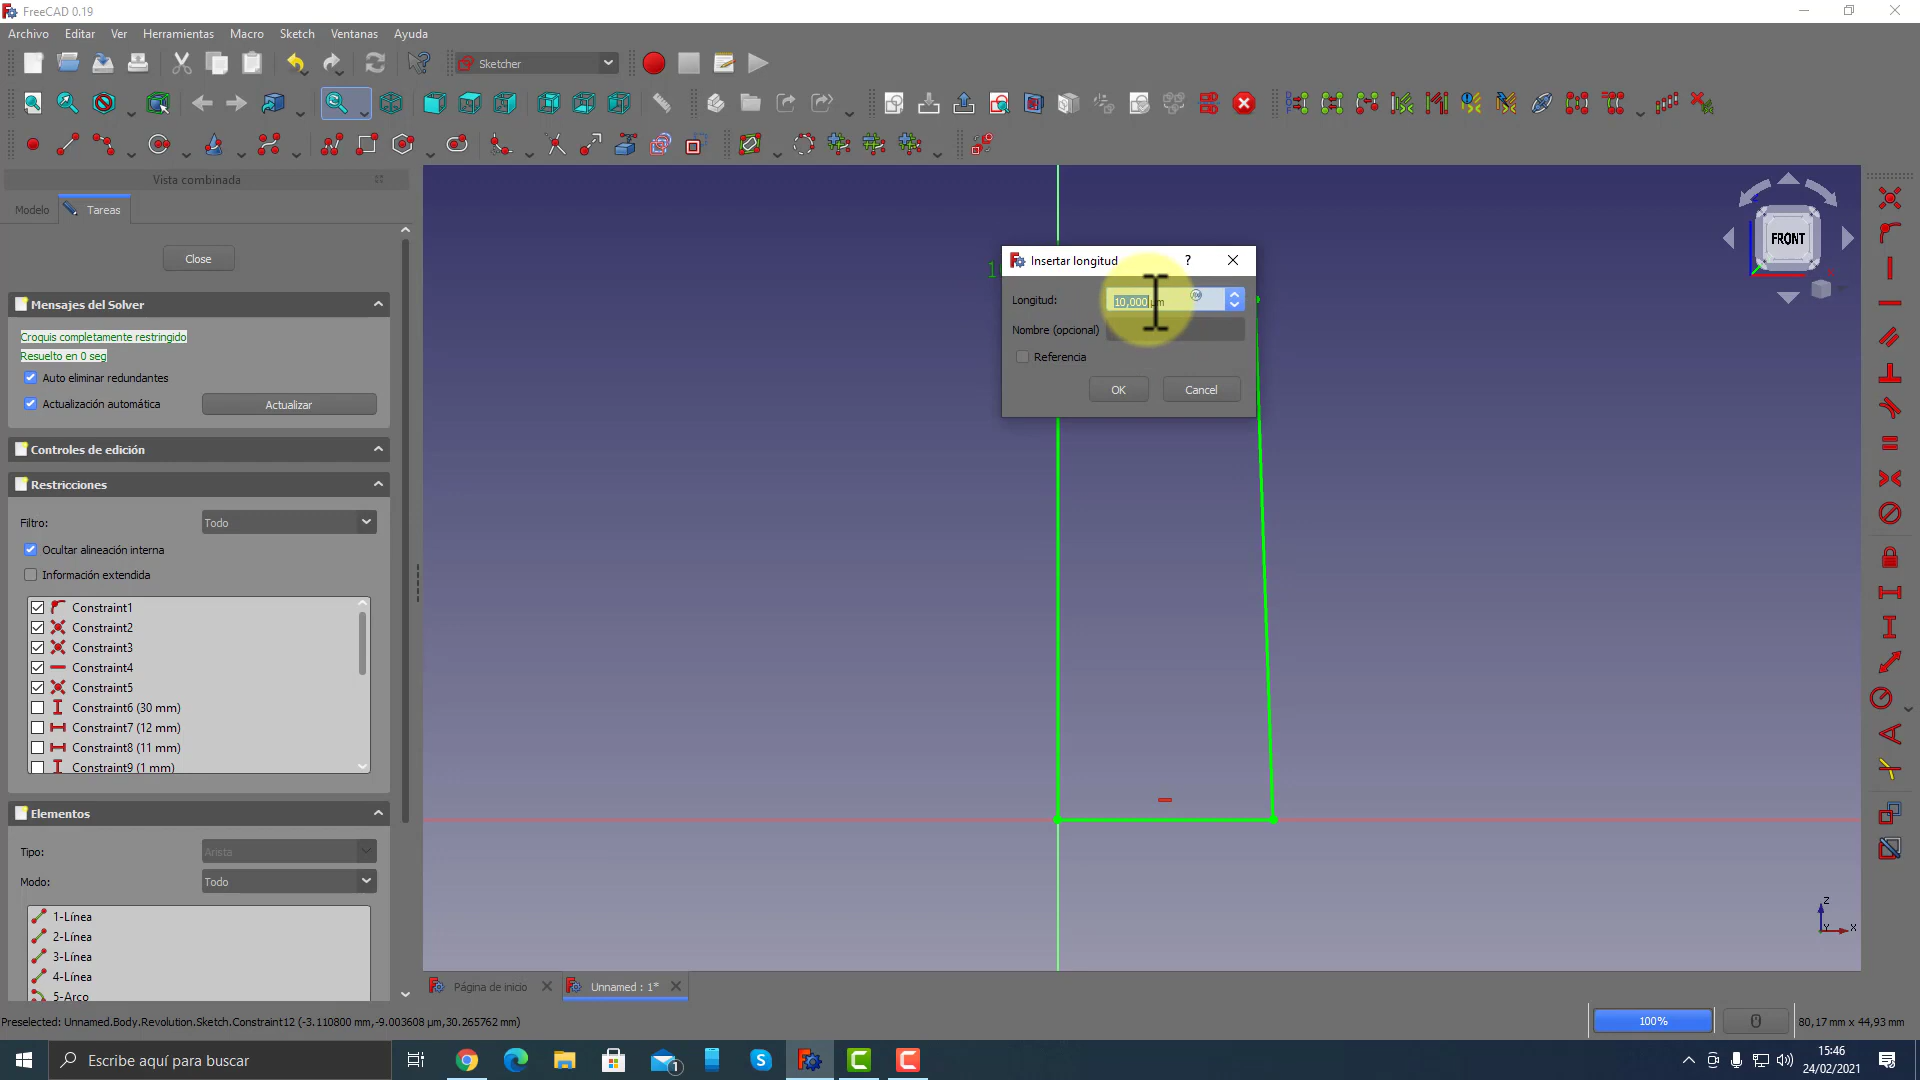 FreeCAD 0.19
Archivo Editar Ver Herramientas Macro Sketch Ventanas Ayuda
Sketcher
Vista combinada
Modelo Tareas
Close
Mensajes del Solver
Croquis completamente restringido
Resuelto en 0 seg
Auto eliminar redundantes
Actualización automática Actualizar
Controles de edición
Restricciones
Filtro: Todo
Ocultar alineación interna
Información extendida
Constraint1
Constraint2
Constraint3
Constraint4
Constraint5
Constraint6 (30 mm)
Constraint7 (12 mm)
Constraint8 (11 mm)
Constraint9 (1 mm)
Elementos
Tipo: Arista
Modo: Todo
1-Línea
2-Línea
3-Línea
4-Línea
5-Arco
Insertar longitud ?
Longitud: 10,000 µm
Nombre (opcional)
Referencia
OK Cancel
FRONT
Z
Y X
Página de inicio Unnamed : 1*
Preselected: Unnamed.Body.Revolution.Sketch.Constraint12 (-3.110800 mm,-9.003608 µm,30.265762 mm)
100% 80,17 mm x 44,93 mm
Escribe aquí para buscar
1
15:46
24/02/2021